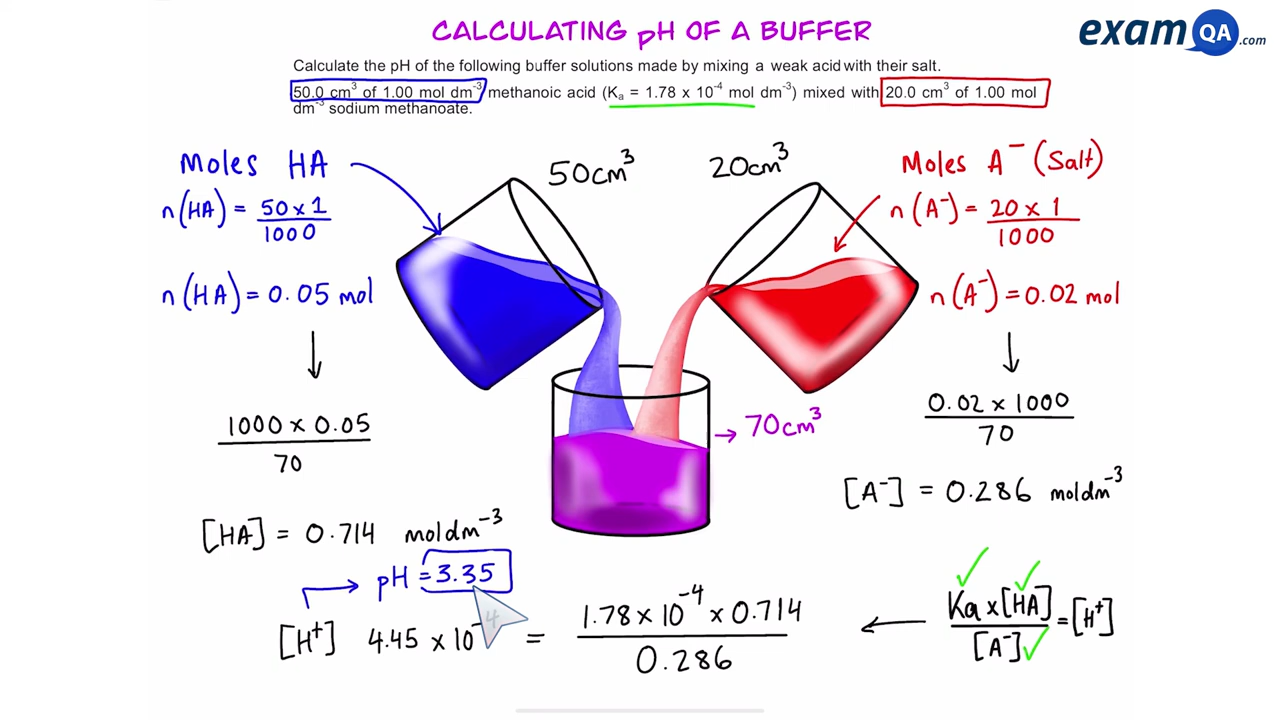 CALCULATING pH OF A BUFFER
examQA.com
Calculate the pH of the following buffer solutions made by mixing a weak acid with their salt.
50.0 cm³ of 1.00 mol dm⁻³ methanoic acid (Kₐ = 1.78 x 10⁻⁴ mol dm⁻³) mixed with 20.0 cm³ of 1.00 mol
dm⁻³ sodium methanoate.
Moles HA
n(HA) = 50 x 1
1000
n(HA) = 0.05 mol
1000 x 0.05
70
[HA] = 0.714 moldm⁻³
50cm³
20cm³
→ 70cm³
Moles A⁻ (Salt)
n(A⁻) = 20 x 1
1000
n(A⁻) = 0.02 mol
0.02 x 1000
70
[A⁻] = 0.286 moldm⁻³
Ka x [HA] = [H⁺]
[A⁻]
1.78 x 10⁻⁴ x 0.714
0.286
[H⁺] 4.45 x 10⁻⁴ =
pH = 3.35